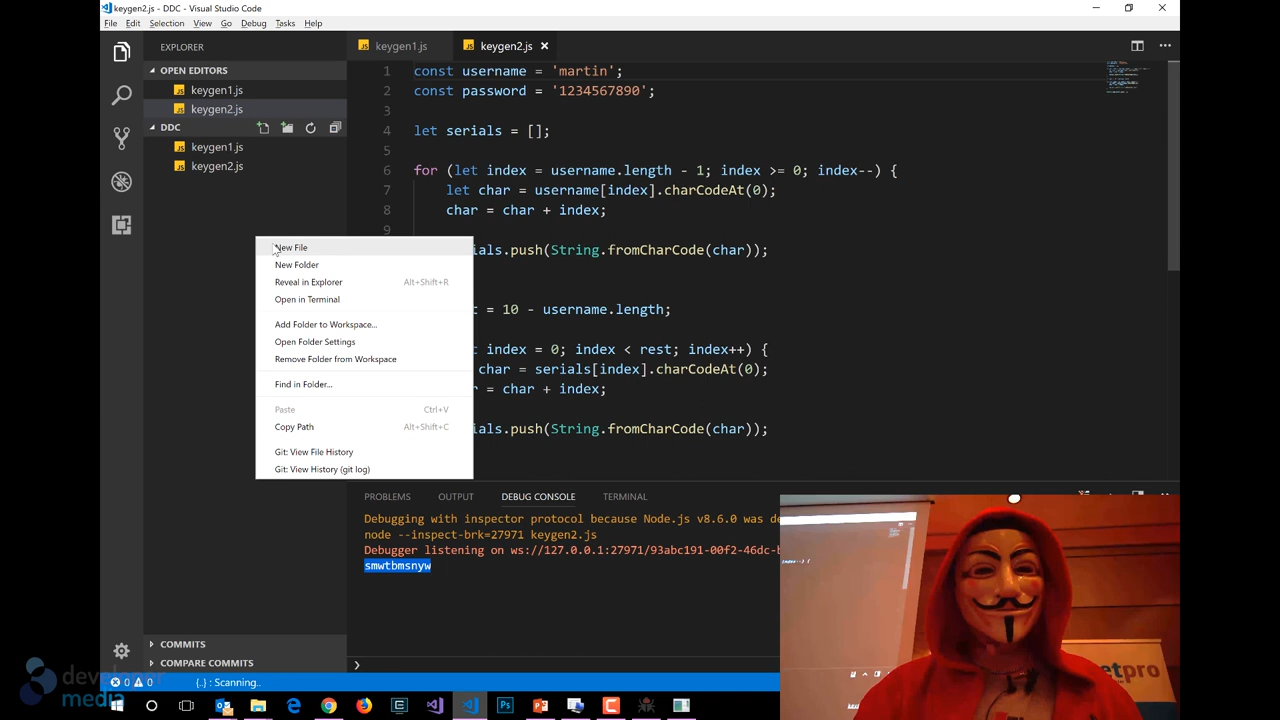 keygen2.js - DDC - Visual Studio Code
File Edit Selection View Go Debug Tasks Help
EXPLORER
OPEN EDITORS
keygen1.js
keygen2.js
DDC
keygen1.js
keygen2.js
keygen1.js keygen2.js
1 const username = 'martin';
2 const password = '1234567890';
3
4 let serials = [];
5
6 for (let index = username.length - 1; index >= 0; index--) {
7 let char = username[index].charCodeAt(0);
8 char = char + index;
9
ials.push(String.fromCharCode(char));
t = 10 - username.length;
t index = 0; index < rest; index++) {
char = serials[index].charCodeAt(0);
r = char + index;
ials.push(String.fromCharCode(char));
New File
New Folder
Reveal in Explorer Alt+Shift+R
Open in Terminal
Add Folder to Workspace...
Open Folder Settings
Remove Folder from Workspace
Find in Folder...
Paste Ctrl+V
Copy Path Alt+Shift+C
Git: View File History
Git: View History (git log)
PROBLEMS OUTPUT DEBUG CONSOLE TERMINAL
Debugging with inspector protocol because Node.js v8.6.0 was de
node --inspect-brk=27971 keygen2.js
Debugger listening on ws://127.0.0.1:27971/93abc191-00f2-46dc-b
smwtbmsnyw
COMMITS
COMPARE COMMITS
0 0 {..} : Scanning..
developer
media
etpro